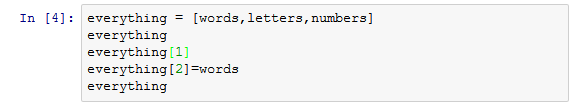 In [4]: everything = [words,letters,numbers]
everything
everything[1]
everything[2]=words
everything